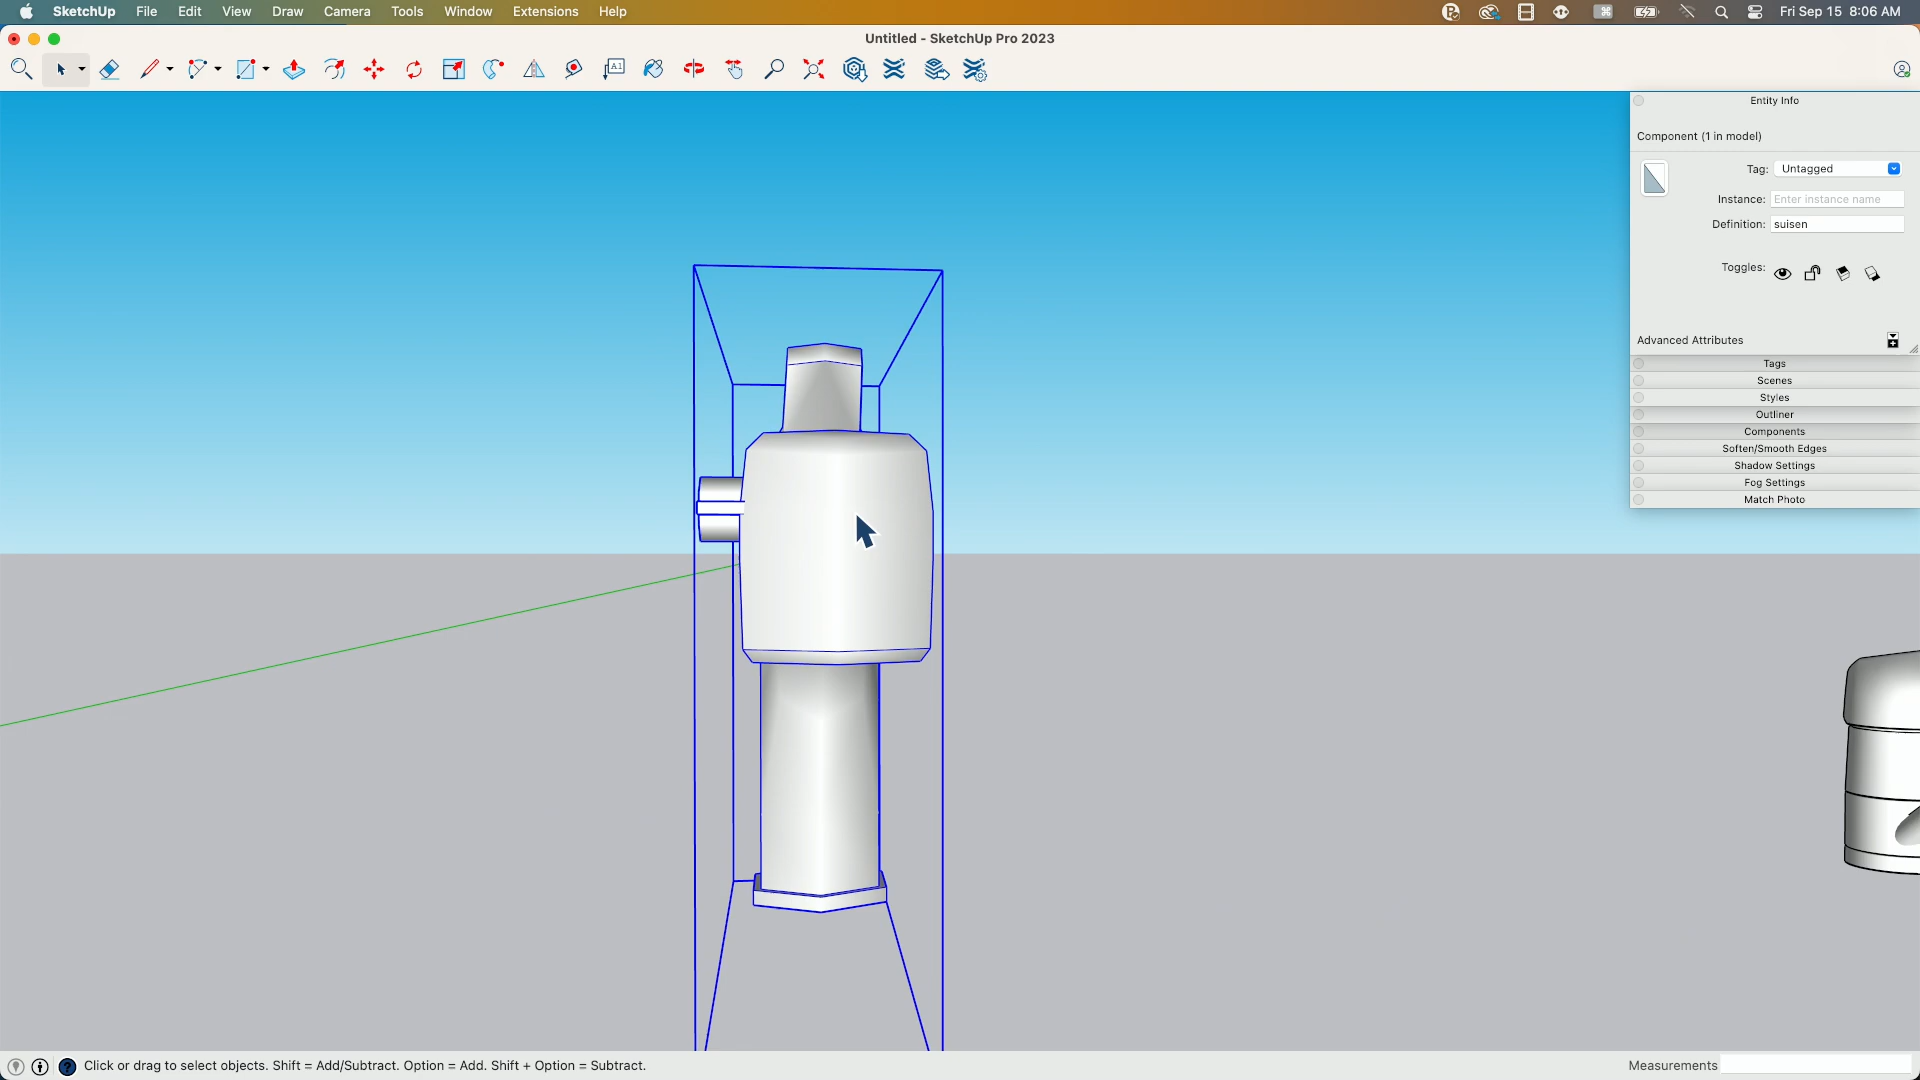 SketchUp File Edit View Draw Camera Tools Window Extensions Help Fri Sep 15 8:06 AM
Untitled - SketchUp Pro 2023
A1
Entity Info
Component (1 in model)
Tag: Untagged
Instance: Enter instance name
Definition: suisen
Toggles:
Advanced Attributes
Tags
Scenes
Styles
Outliner
Components
Soften/Smooth Edges
Shadow Settings
Fog Settings
Match Photo
Click or drag to select objects. Shift = Add/Subtract. Option = Add. Shift + Option = Subtract.
Measurements